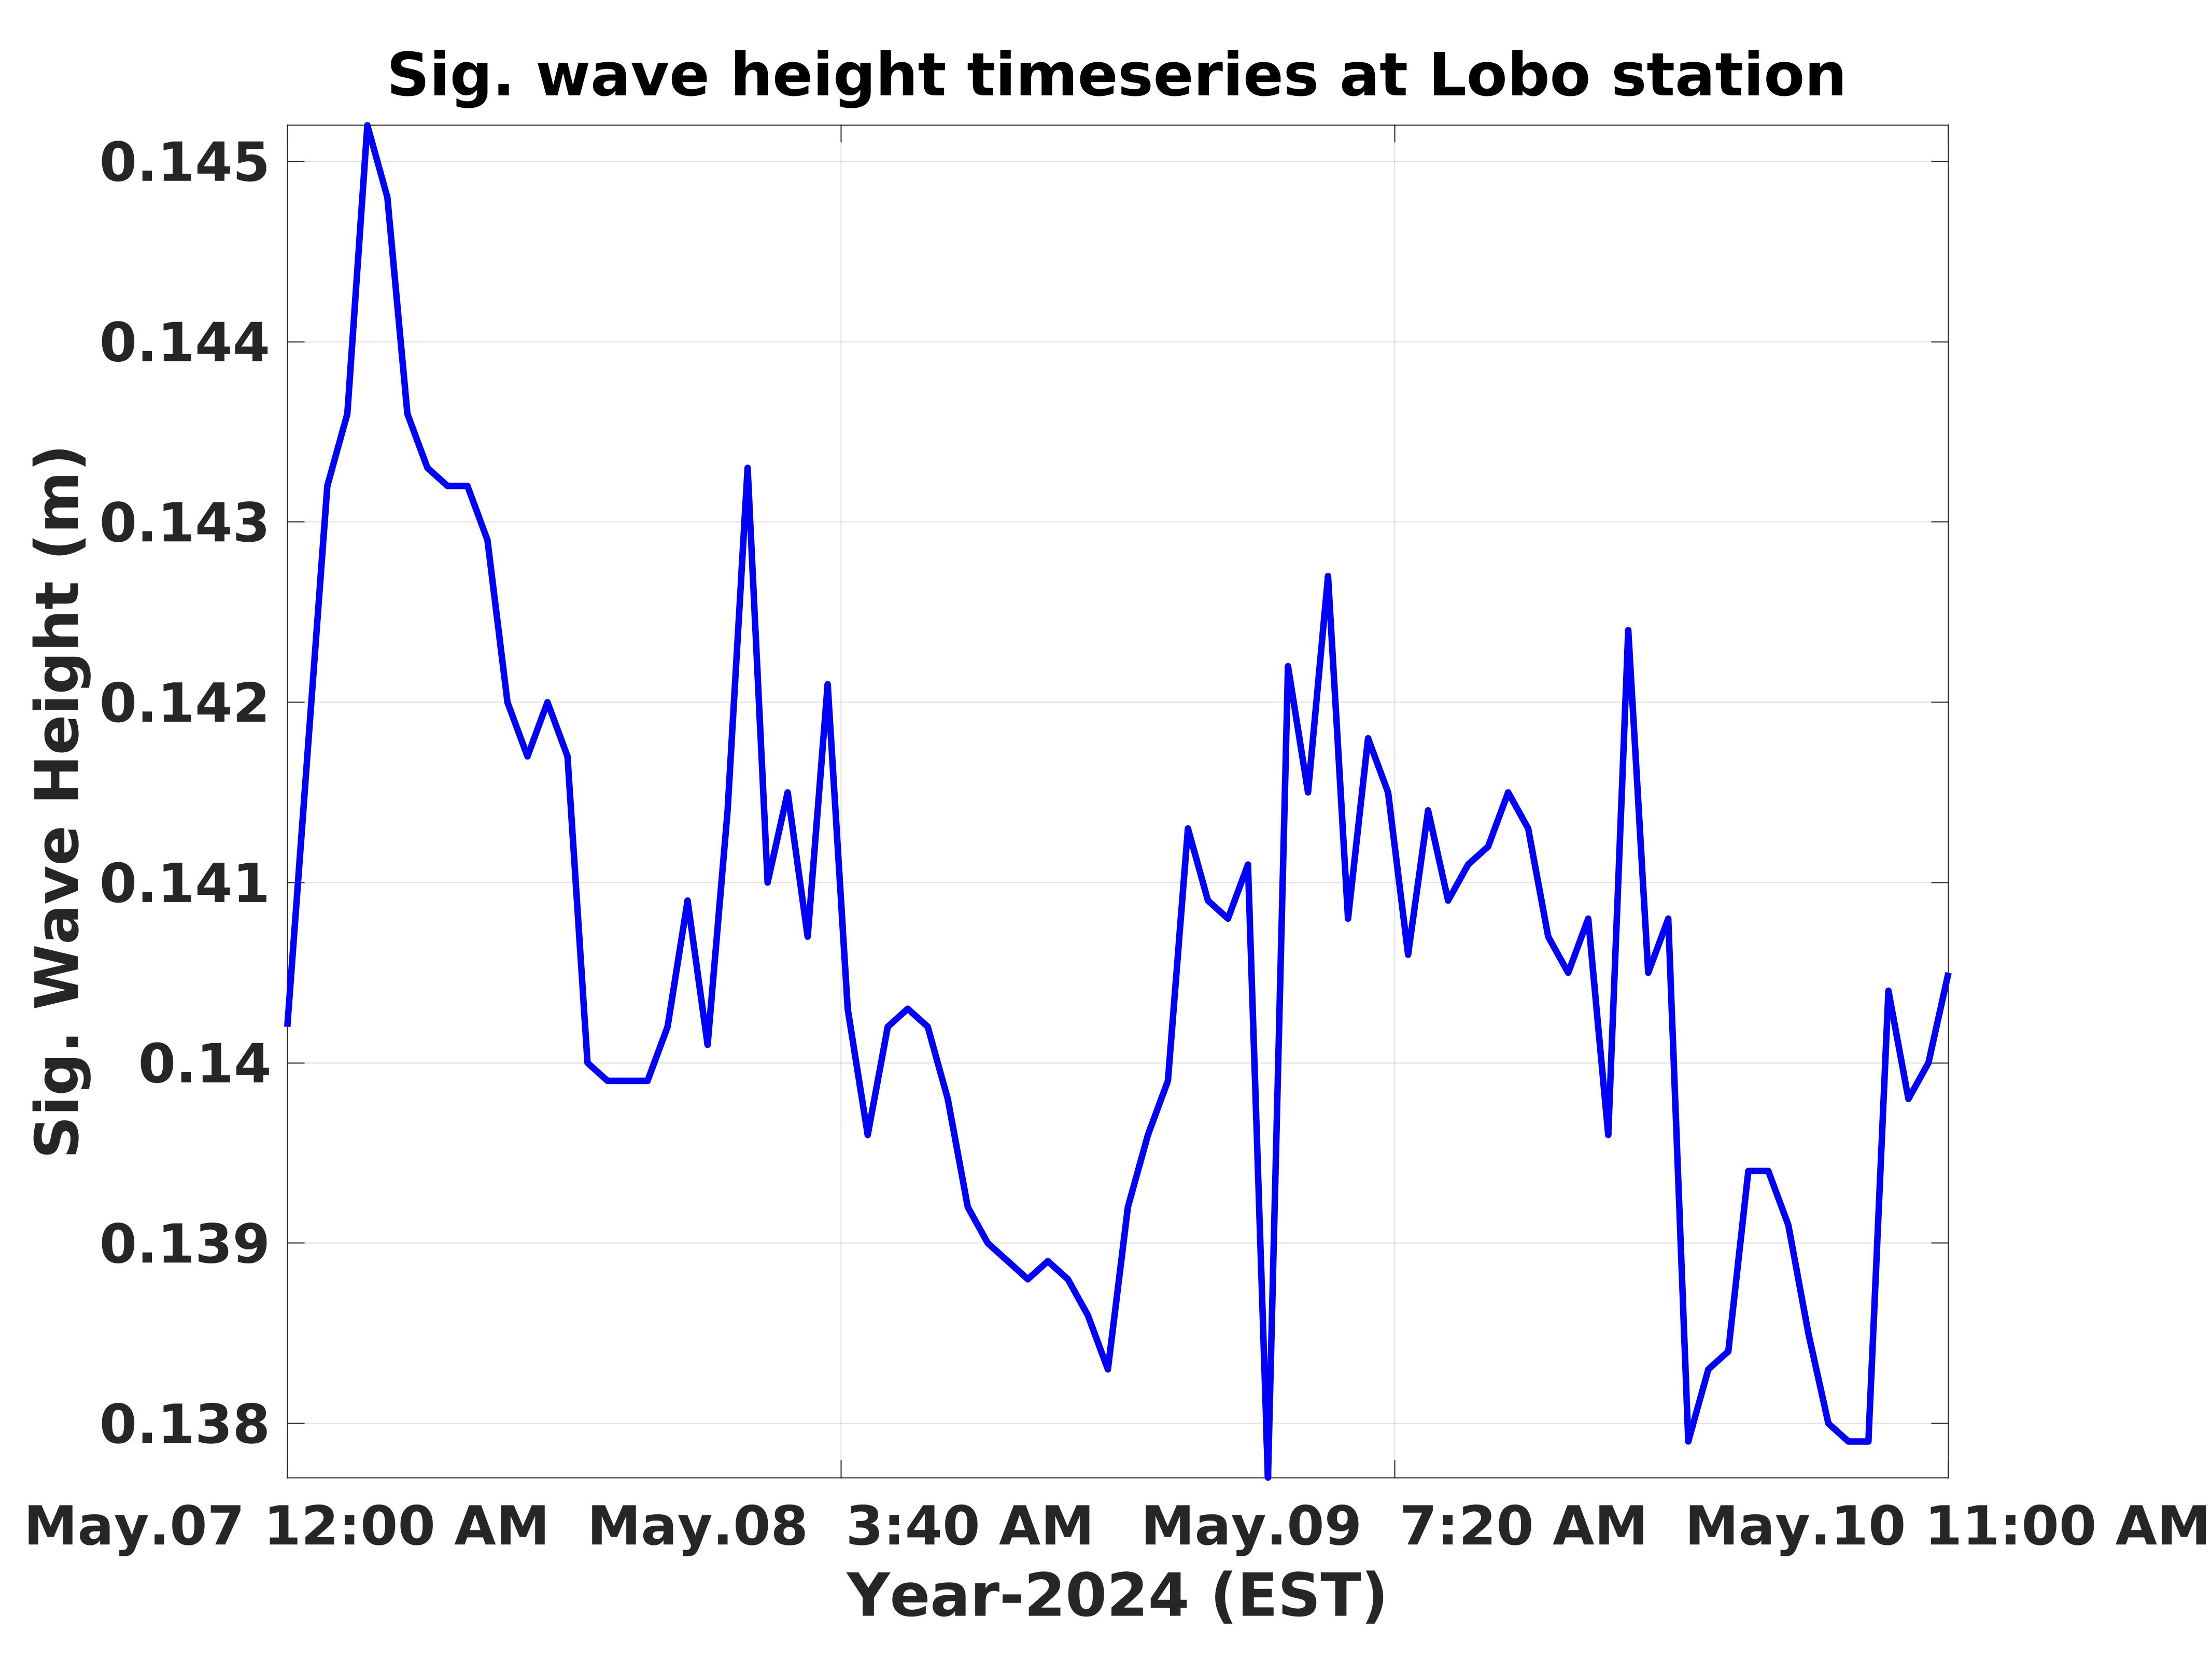 Sig. wave height timeseries at Lobo station
0.145
0.144
0.143
0.142
0.141
0.14
0.139
0.138
Sig. Wave Height (m)
May.07 12:00 AM May.08 3:40 AM May.09 7:20 AM May.10 11:00 AM
Year-2024 (EST)